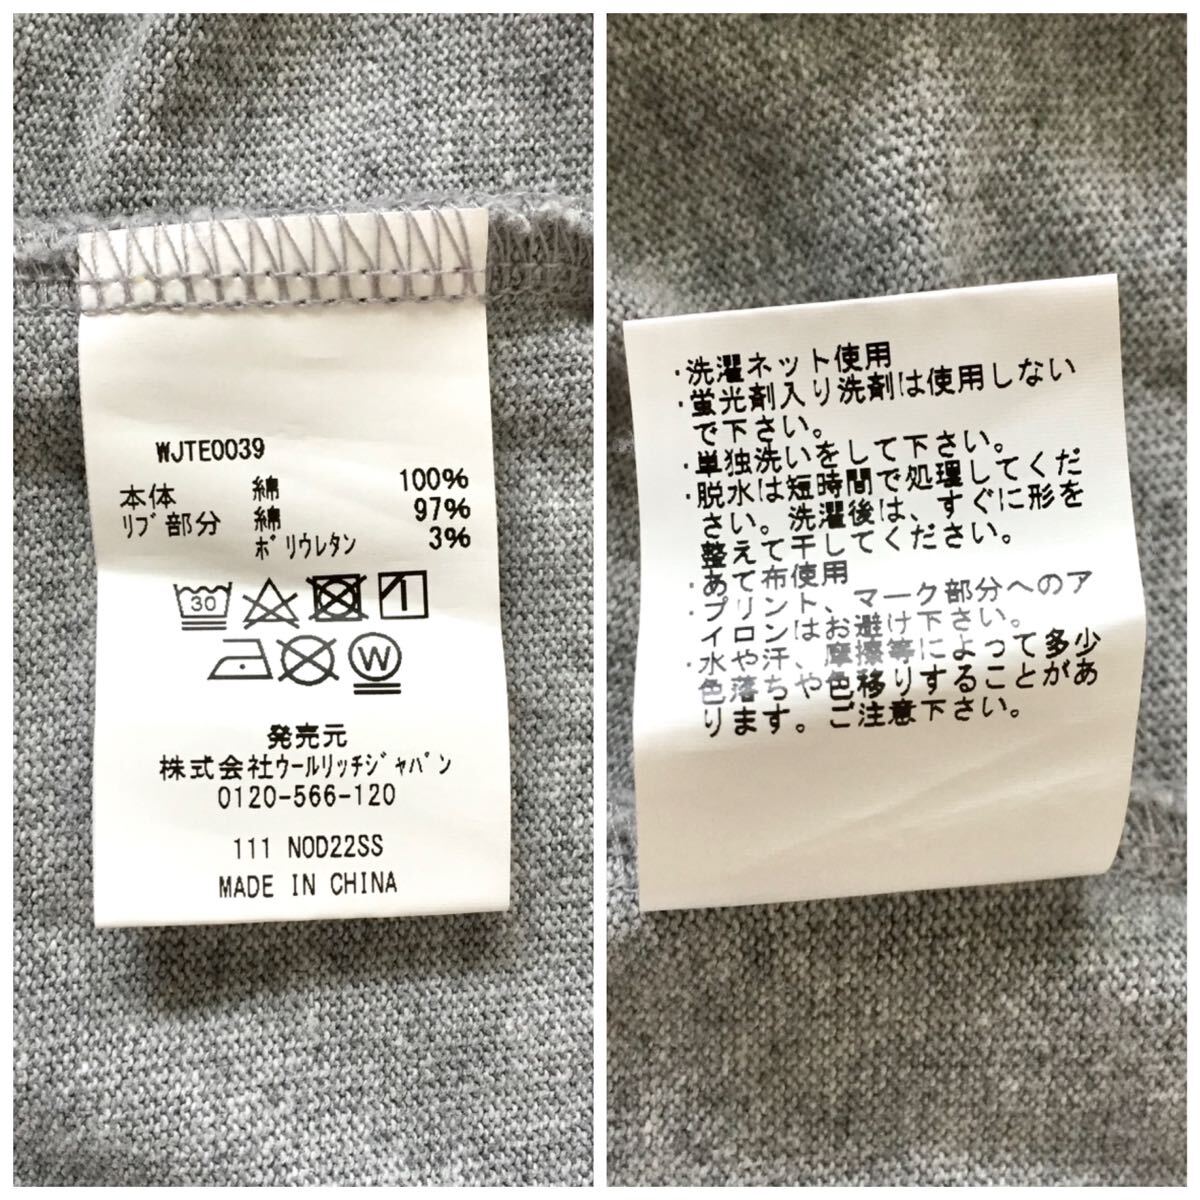 WJTE0039
本体 綿 100%
リブ部分 綿 97%
ポリウレタン 3%
30
W
発売元
株式会社ウールリッチジャパン
0120-566-120
111 NOD22SS
MADE IN CHINA
・洗濯ネット使用
・蛍光剤入り洗剤は使用しない
で下さい。
・単独洗いをして下さい。
・脱水は短時間で処理してくだ
さい。洗濯後は、すぐに形を
整えて干してください。
・あて布使用
・プリント、マーク部分へのア
イロンはお避け下さい。
・水や汗、摩擦等によって多少
色落ちや色移りすることがあ
ります。ご注意下さい。